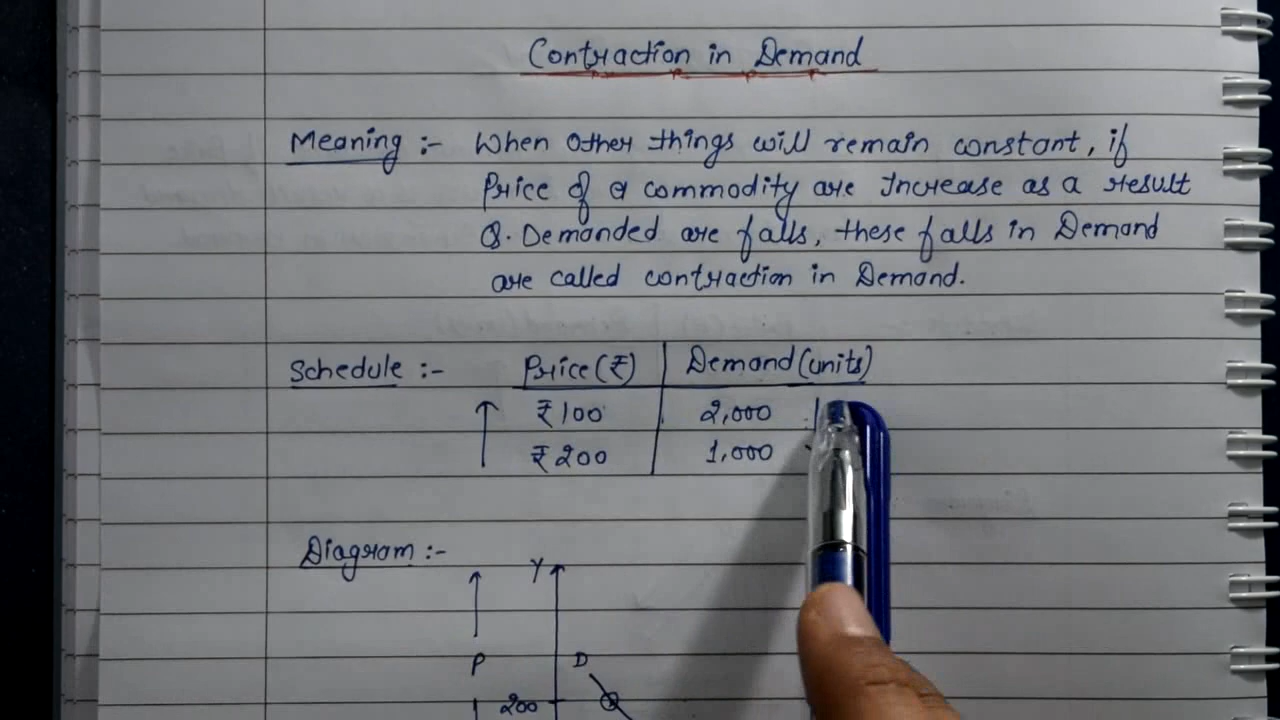 Contraction in Demand
Meaning :- When other things will remain constant, if
Price of a commodity are Increase as a result
Q. Demanded are falls, these falls in Demand
are called contraction in Demand.
Schedule :- Price (₹) Demand (units)
₹100 2,000
₹200 1,000
Diagram :-
Y
P D
200